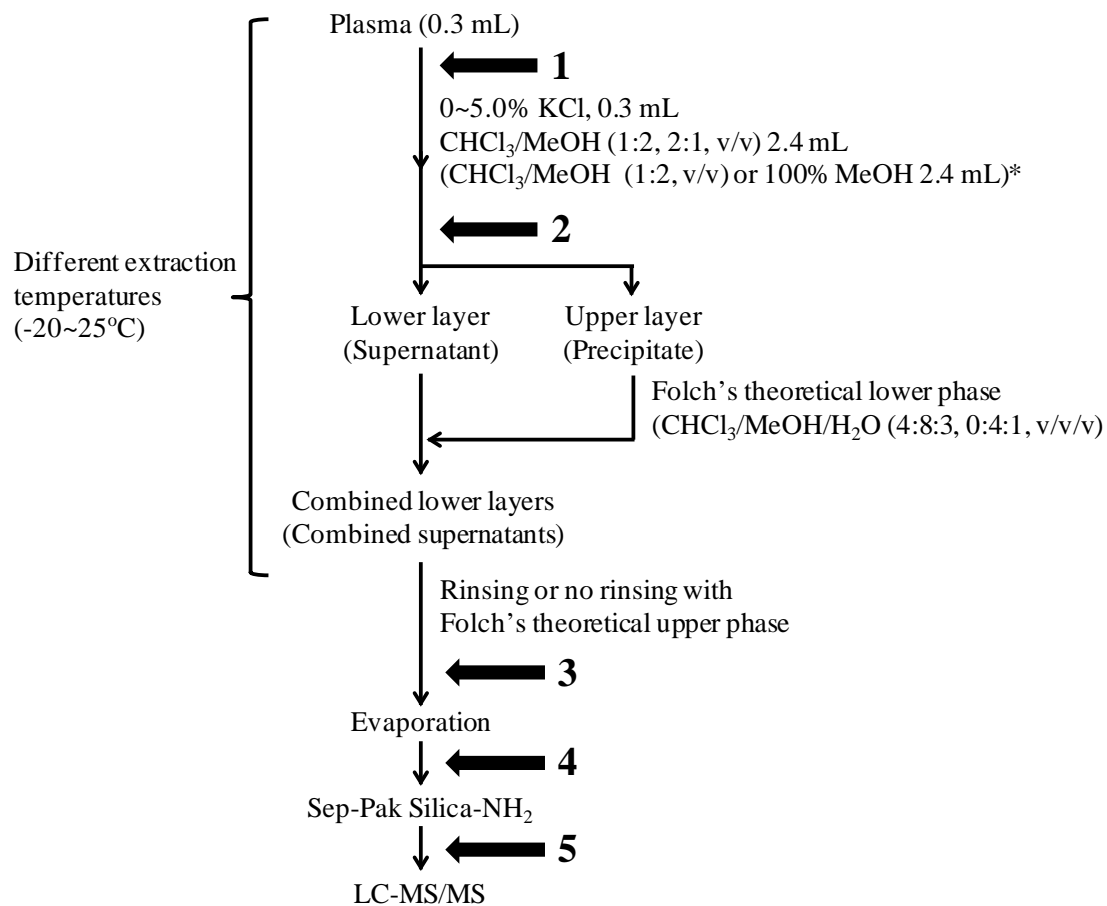 Plasma (0.3 mL)
1
0~5.0% KCl, 0.3 mL
CHCl₃/MeOH (1:2, 2:1, v/v) 2.4 mL
(CHCl₃/MeOH (1:2, v/v) or 100% MeOH 2.4 mL)*
2
Different extraction
temperatures
(-20~25°C)
Lower layer
(Supernatant)
Upper layer
(Precipitate)
Folch's theoretical lower phase
(CHCl₃/MeOH/H₂O (4:8:3, 0:4:1, v/v/v)
Combined lower layers
(Combined supernatants)
Rinsing or no rinsing with
Folch's theoretical upper phase
3
Evaporation
4
Sep-Pak Silica-NH₂
5
LC-MS/MS